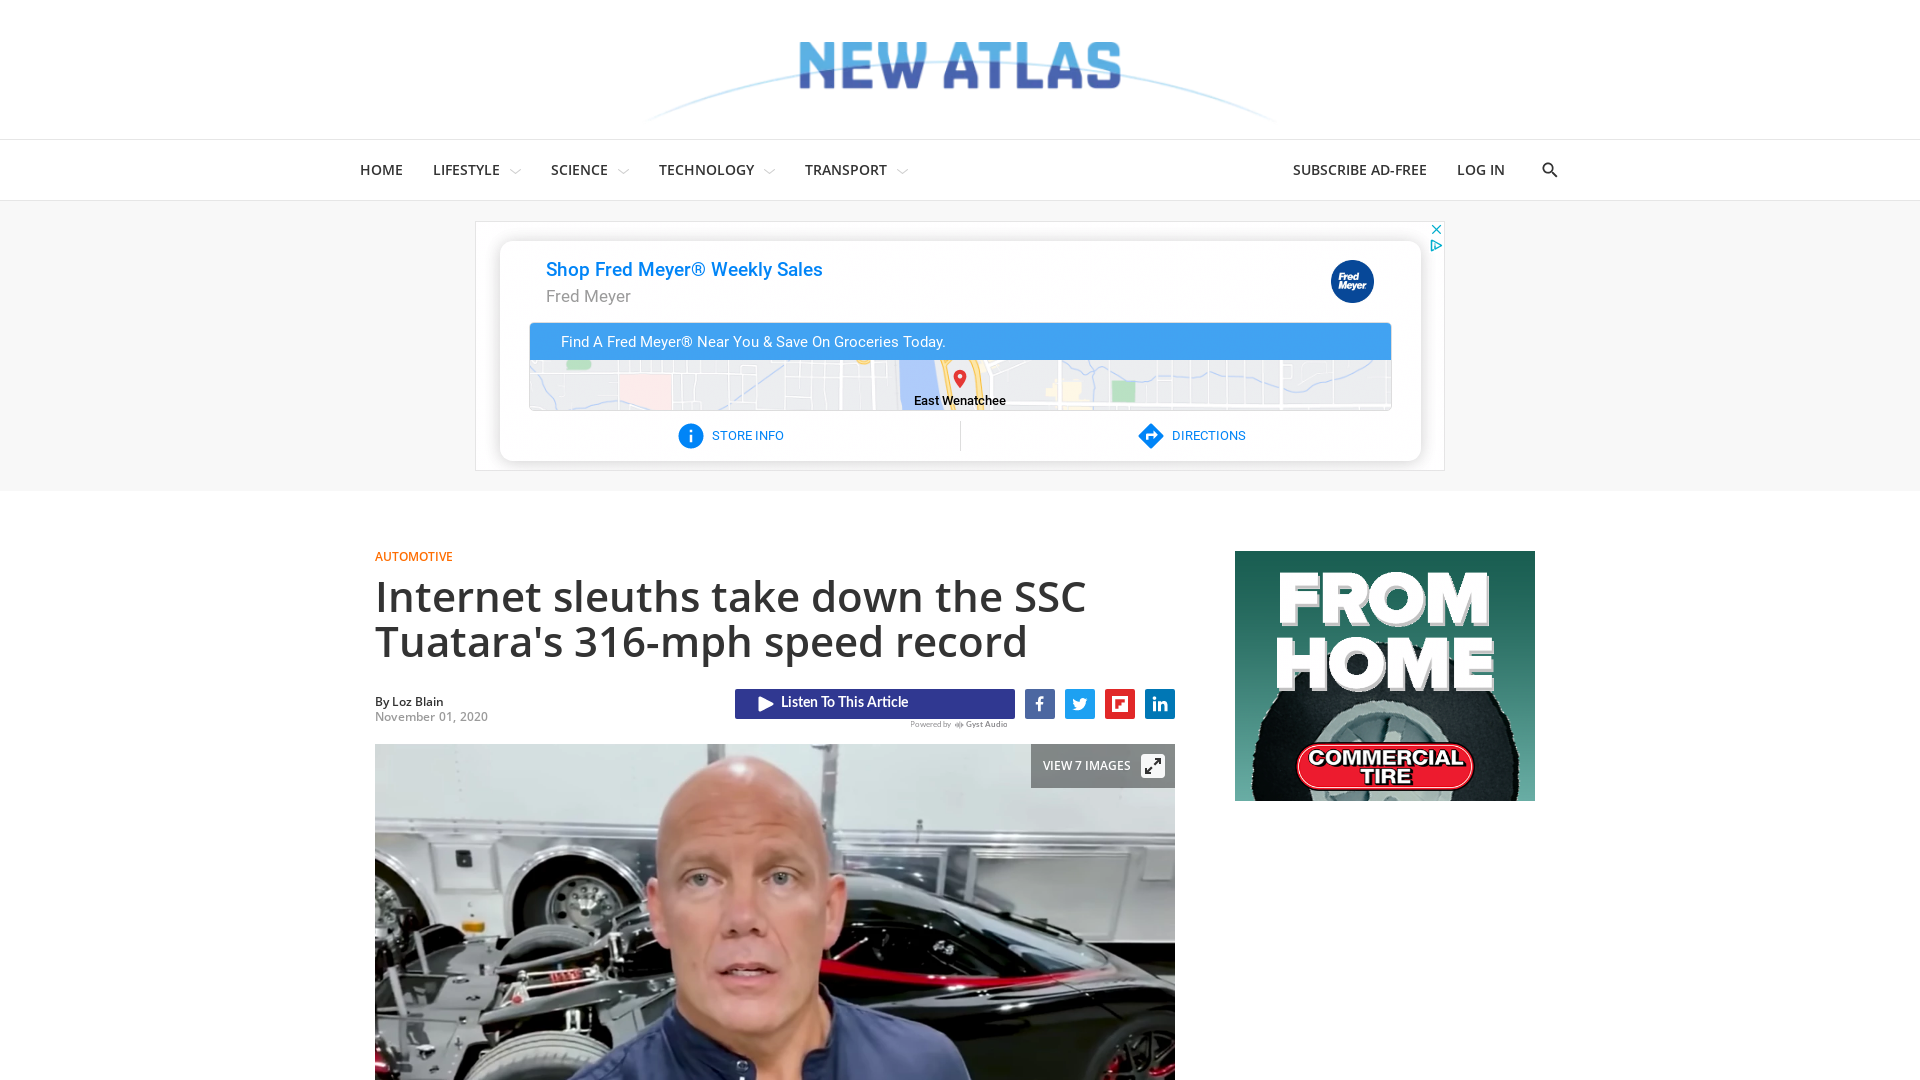 NEW ATLAS
HOME
LIFESTYLE
SCIENCE
TECHNOLOGY
TRANSPORT
SUBSCRIBE AD-FREE
LOG IN
Shop Fred Meyer® Weekly Sales
Fred Meyer
Fred
Meyer
Find A Fred Meyer® Near You & Save On Groceries Today.
East Wenatchee
STORE INFO
DIRECTIONS
AUTOMOTIVE
Internet sleuths take down the SSC
Tuatara's 316-mph speed record
By Loz Blain
November 01, 2020
Listen To This Article
Powered by Gyst Audio
VIEW 7 IMAGES
FROM
HOME
COMMERCIAL
TIRE